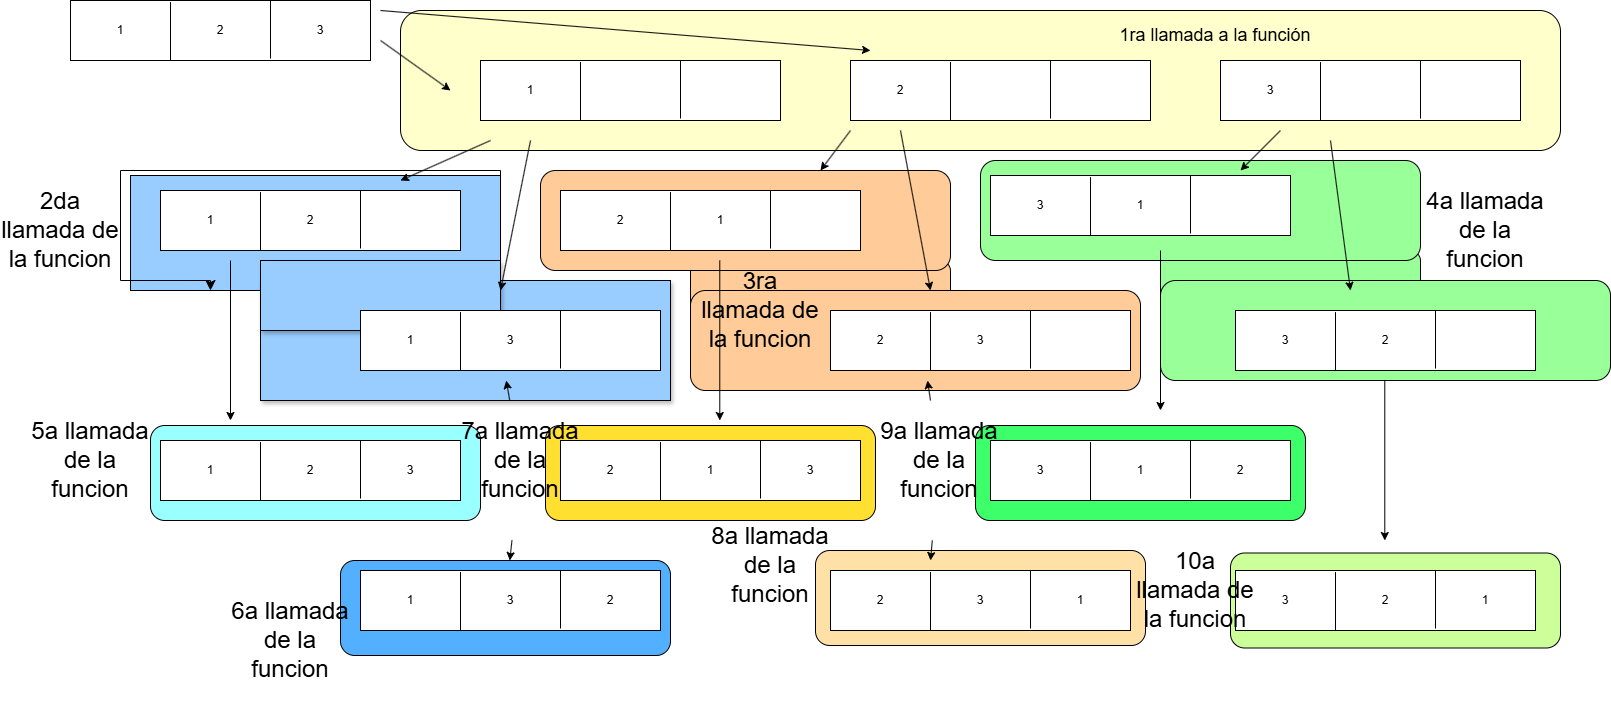 1 2 3
1ra llamada a la función
1
2
3
2da
llamada de
la funcion
1 2
2 1
3 1
4a llamada
de la
funcion
3ra
llamada de
la funcion
1 3
2 3
3 2
5a llamada
de la
funcion
1 2 3
7a llamada
de la
funcion
2 1 3
9a llamada
de la
funcion
3 1 2
8a llamada
de la
funcion
6a llamada
de la
funcion
1 3 2
2 3 1
10a
llamada de
la funcion
3 2 1